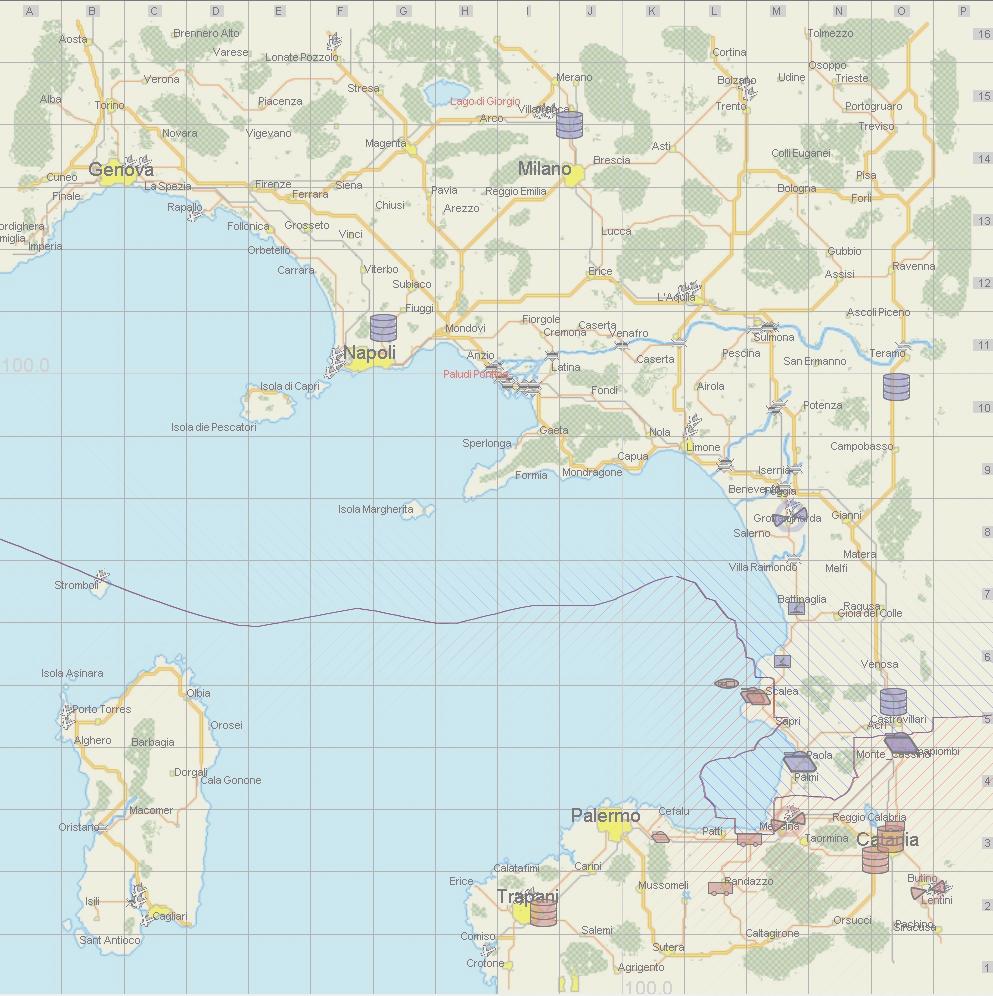 A B C D E F G H I J K L M N O P
16
Aosta
Brennero Alto
Varese
Lonate Pozzolo
Cortina
Tolmezzo
Osoppo
Verona
Stresa
Merano
Bolzano
Udine
Trieste
15
Alba
Torino
Piacenza
Lago di Giorgio
Villafranca
Trento
Portogruaro
Arco
Novara
Vigevano
Magenta
Treviso
14
Genova
Milano
Brescia
Asti
Colli Euganei
Cuneo
Finale
La Spezia
Firenze
Ferrara
Siena
Pavia
Reggio Emilia
Bologna
Pisa
Forli
13
Rapallo
Chiusi
Arezzo
ordighera
miglia
Imperia
Follonica
Grosseto
Vinci
Lucca
Orbetello
Gubbio
12
Carrara
Viterbo
Subiaco
Erice
Assisi
Ravenna
L'Aquila
Fiuggi
Ascoli Piceno
11
Mondovi
Fiorgole
Cremona
Caserta
Venafro
Sulmona
Napoli
Anzio
Latina
Caserta
Pescina
San Ermanno
Teramo
100.0
Paludi Pontine
Isola di Capri
Fondi
Airola
10
Isola die Pescatori
Gaeta
Nola
Potenza
Sperlonga
Capua
Limone
Campobasso
9
Formia
Mondragone
Isernia
Benevento
Foggia
Isola Margherita
Grottaminarda
Gianni
8
Salerno
Matera
Villa Raimondo
Melfi
Stromboli
7
Battinaglia
Ragusa
Gioia del Colle
6
Isola Asinara
Venosa
Olbia
Scalea
Porto Torres
Orosei
Capri
Castrovillari
5
Acri
Alghero
Barbagia
Paola
Monte Cassino
Dorgali
Cala Gonone
Palmi
4
Macomer
Oristano
Palermo
Cefalu
Patti
Messina
Reggio Calabria
Taormina
Catania
3
Calatafimi
Carini
Erice
Mussomeli
Randazzo
Butino
Lentini
Isili
Cagliari
Trapani
2
Salemi
Orsucci
Pachino
Siracusa
Sant Antioco
Comiso
Caltagirone
Crotone
Sutera
Agrigento
1
100.0